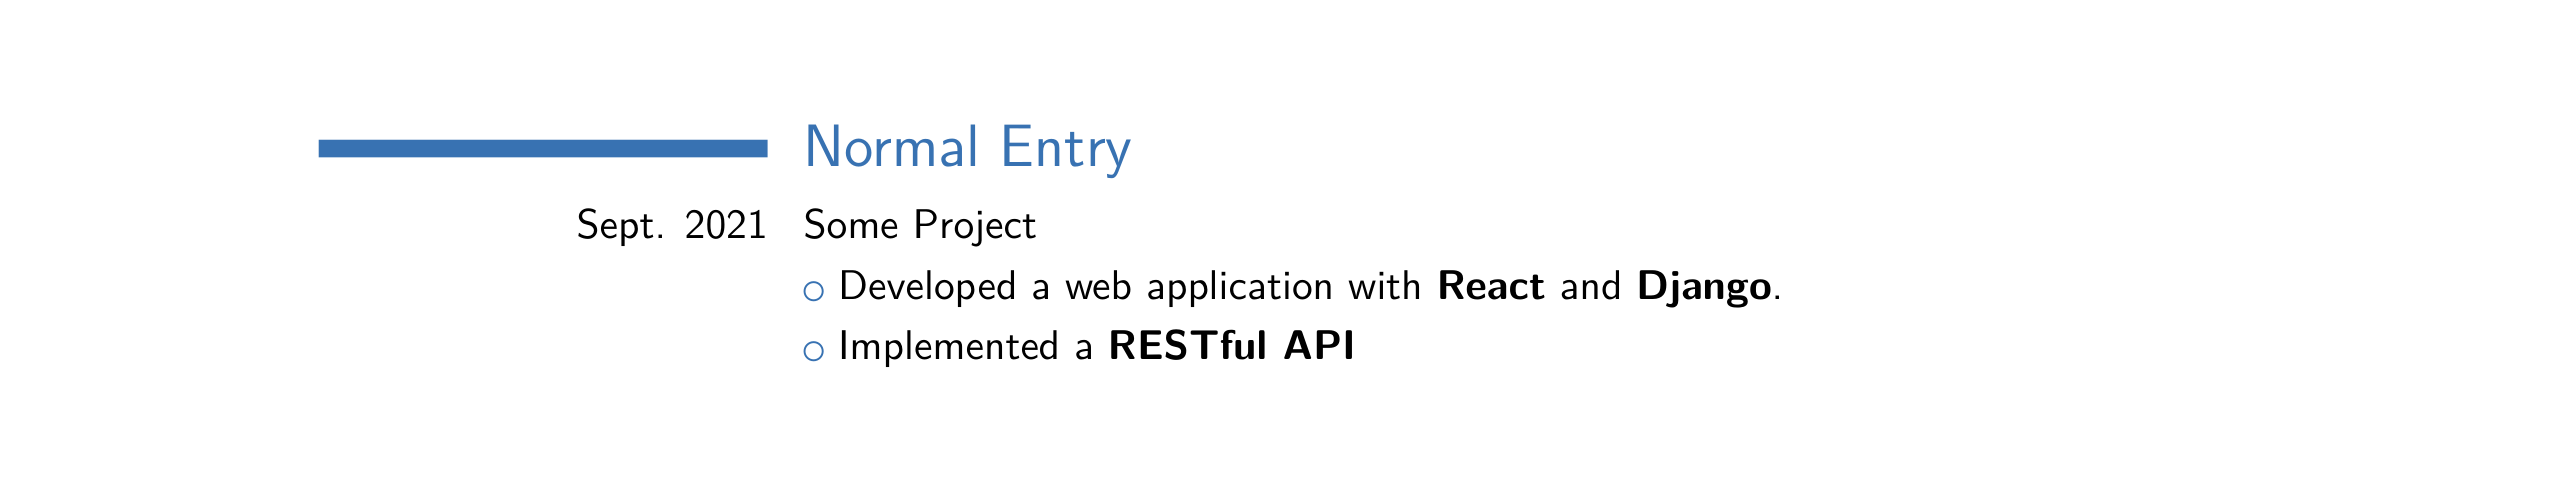 Normal Entry
Sept. 2021 Some Project
○ Developed a web application with React and Django.
○ Implemented a RESTful API